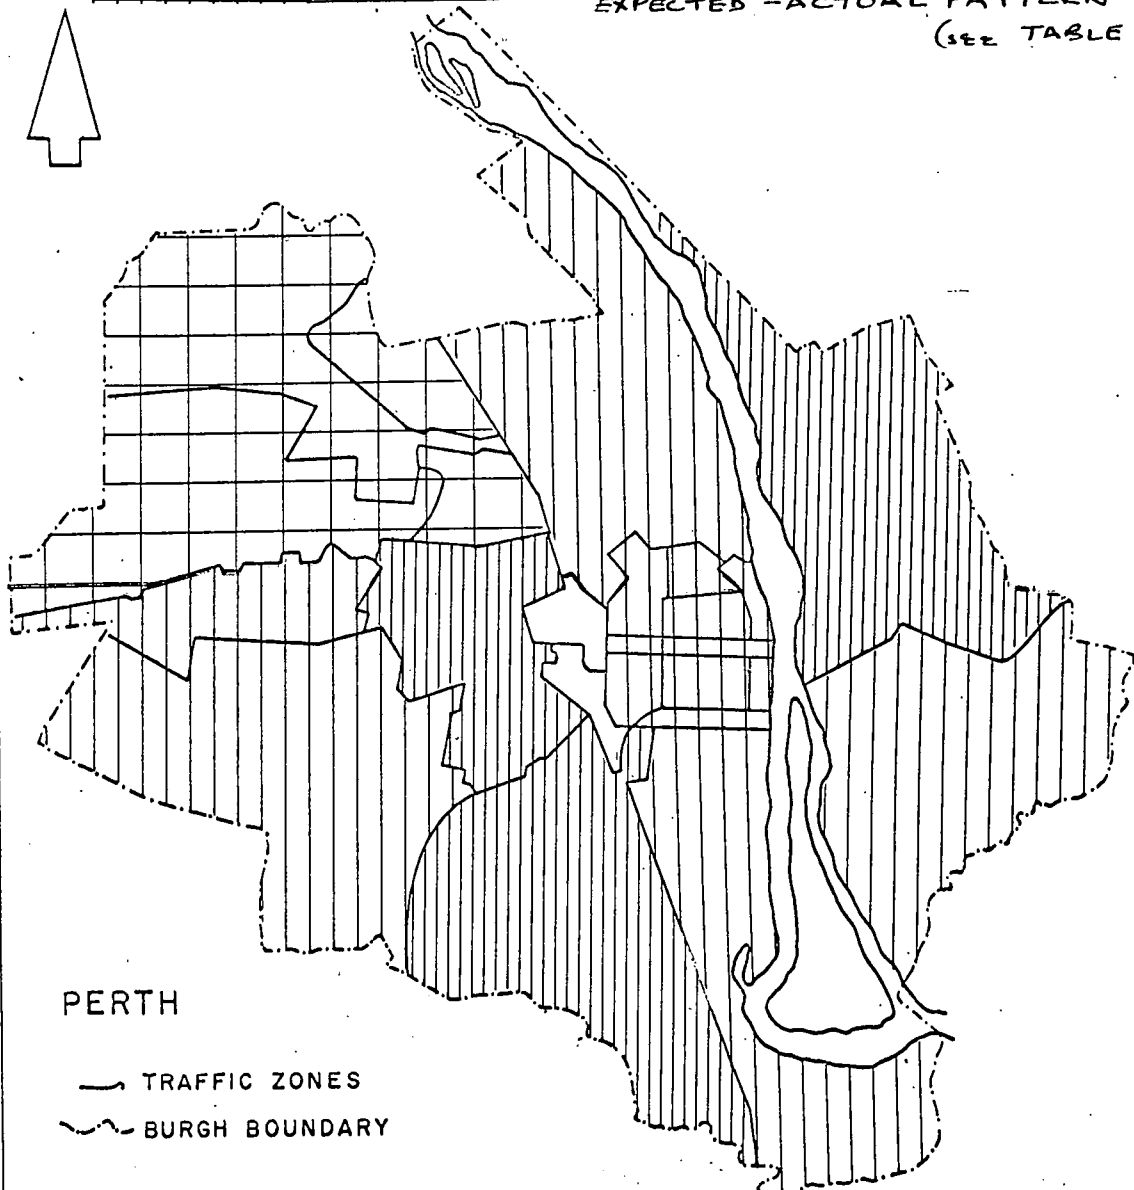 EXPECTED - ACTUAL PATTERN
(SEE TABLE
PERTH
TRAFFIC ZONES
BURGH BOUNDARY